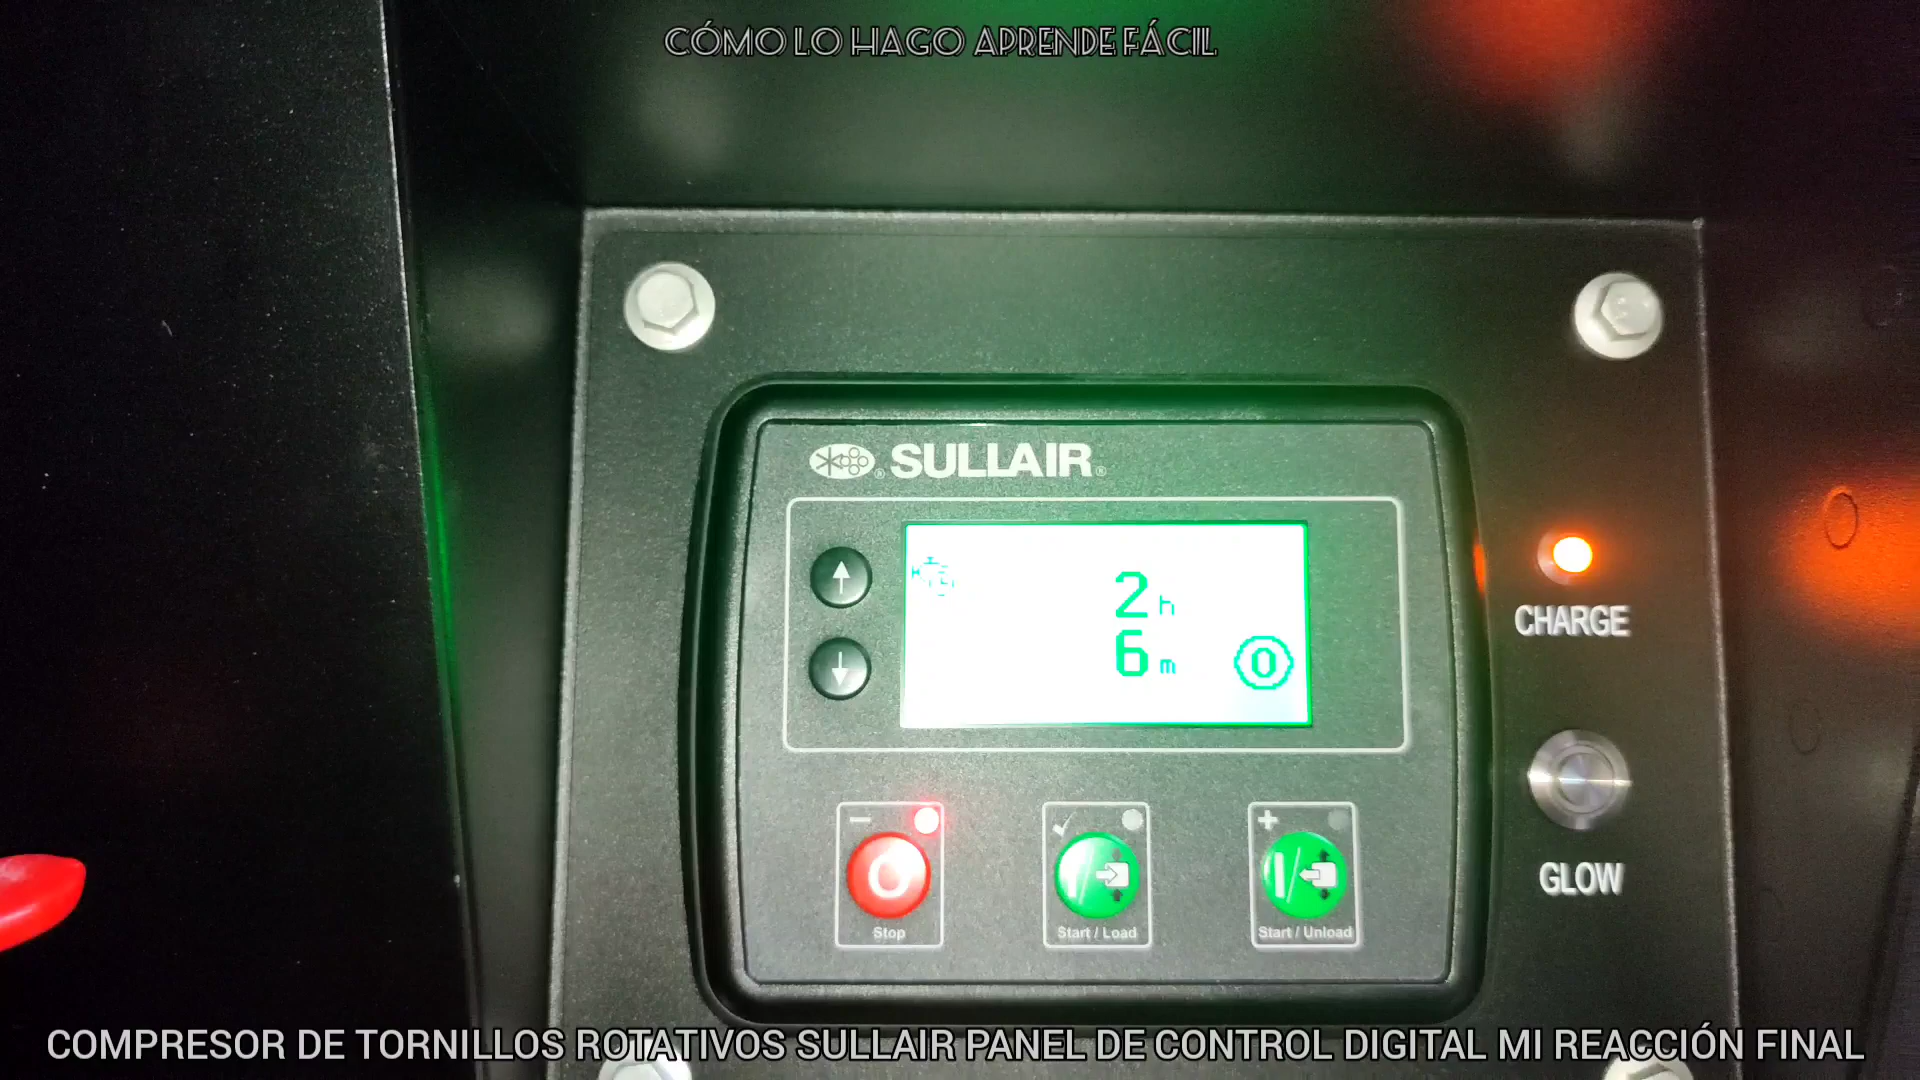 CÓMO LO HAGO APRENDE FÁCIL
SULLAIR
2 h
6 m
0
CHARGE
GLOW
Stop
Start / Load
Start / Unload
COMPRESOR DE TORNILLOS ROTATIVOS SULLAIR PANEL DE CONTROL DIGITAL MI REACCIÓN FINAL